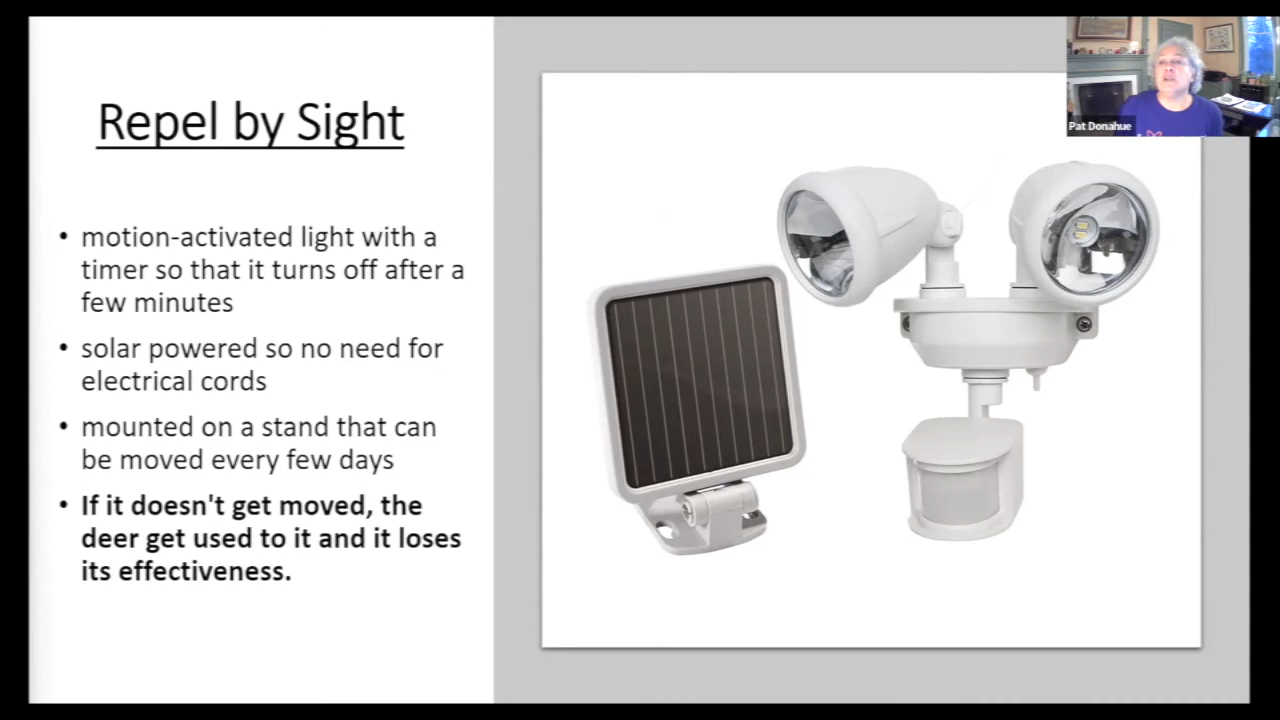 Repel by Sight
• motion-activated light with a
timer so that it turns off after a
few minutes
• solar powered so no need for
electrical cords
• mounted on a stand that can
be moved every few days
• If it doesn't get moved, the
deer get used to it and it loses
its effectiveness.
Pat Donahue